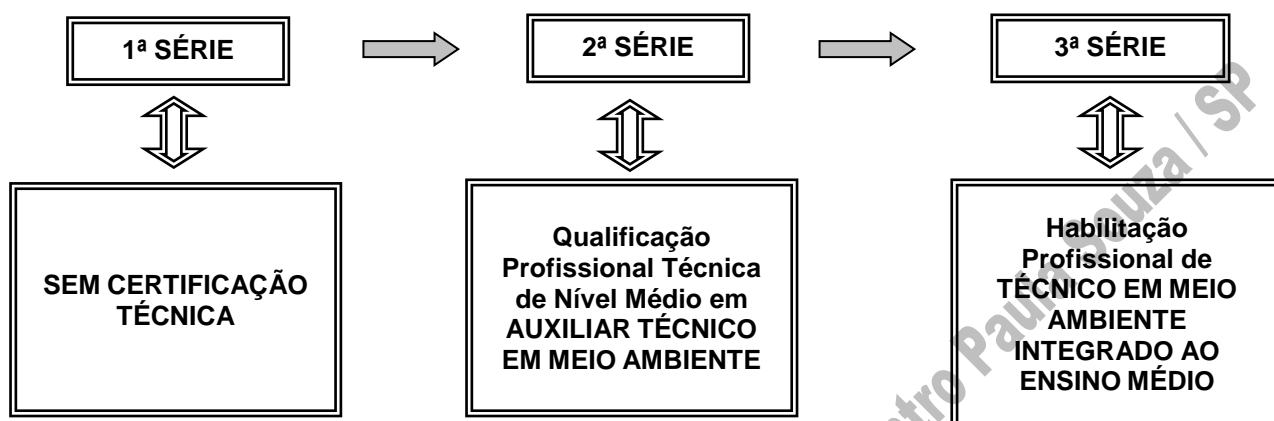 1ª SÉRIE
2ª SÉRIE
3ª SÉRIE
SEM CERTIFICAÇÃO
TÉCNICA
Qualificação
Profissional Técnica
de Nível Médio em
AUXILIAR TÉCNICO
EM MEIO AMBIENTE
Habilitação
Profissional de
TÉCNICO EM MEIO
AMBIENTE
INTEGRADO AO
ENSINO MÉDIO
Paula Souza / SP